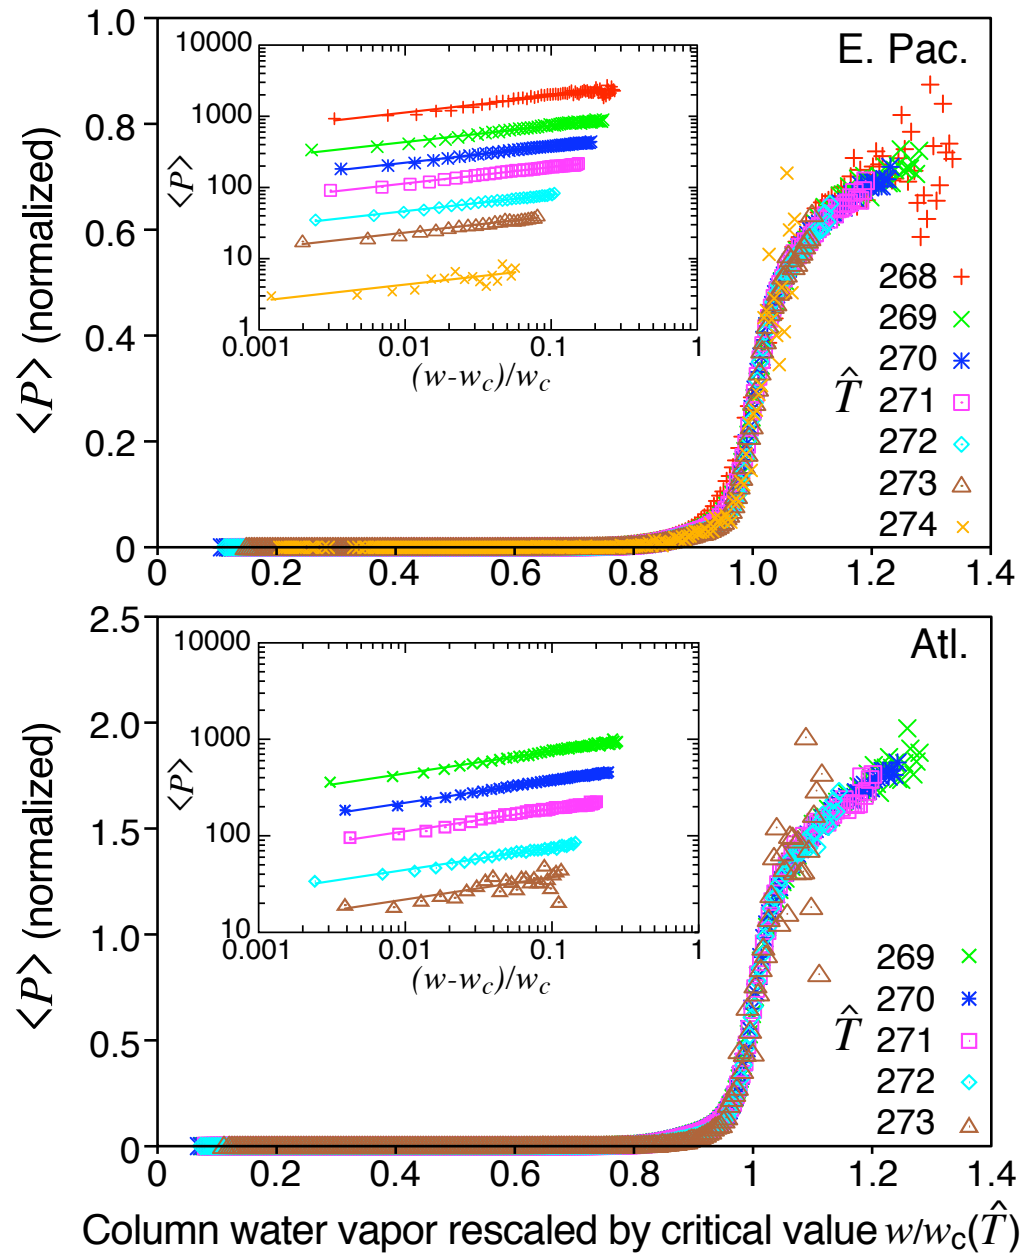 E. Pac.
1.0
0.8
0.6
0.4
0.2
0
⟨P⟩ (normalized)
10000
1000
100
10
1
⟨P⟩
0.001 0.01 0.1 1
(w-w_c)/w_c
T̂
268
269
270
271
272
273
274
0 0.2 0.4 0.6 0.8 1.0 1.2 1.4
Atl.
2.5
2.0
1.5
1.0
0.5
0
⟨P⟩ (normalized)
10000
1000
100
10
⟨P⟩
0.001 0.01 0.1 1
(w-w_c)/w_c
T̂
269
270
271
272
273
0 0.2 0.4 0.6 0.8 1 1.2 1.4
Column water vapor rescaled by critical value w/w_c(T̂)